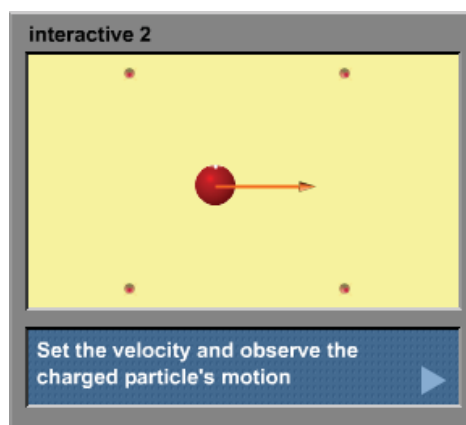 interactive 2
Set the velocity and observe the
charged particle's motion